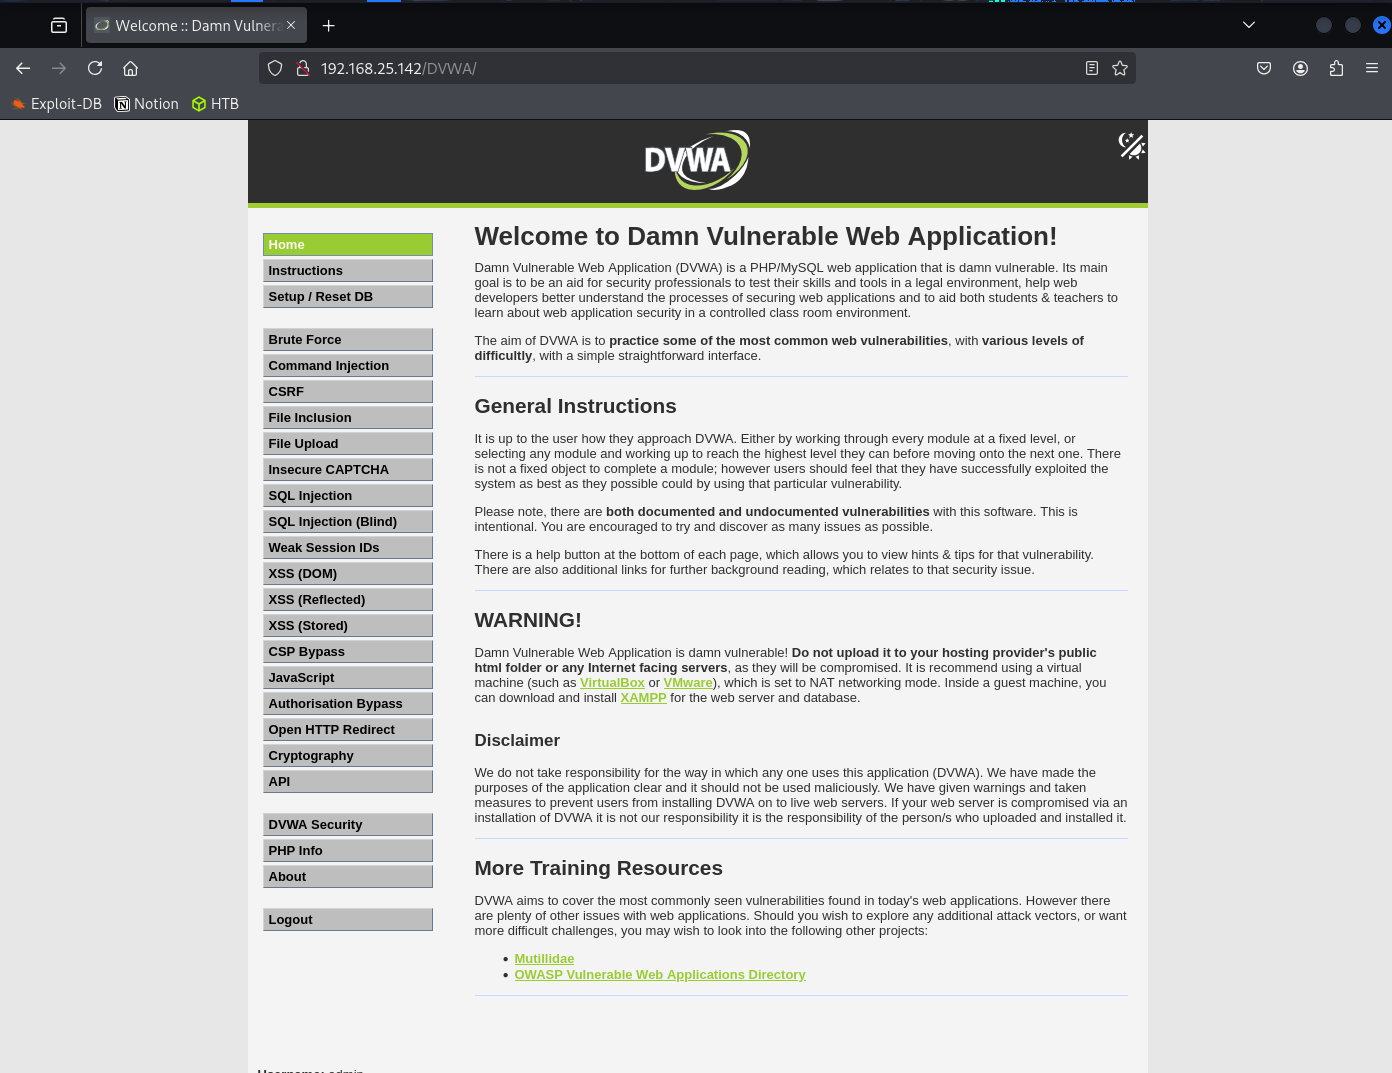 Welcome :: Damn Vulnera
192.168.25.142/DVWA/
Exploit-DB
Notion
HTB
DVWA
Home
Instructions
Setup / Reset DB
Brute Force
Command Injection
CSRF
File Inclusion
File Upload
Insecure CAPTCHA
SQL Injection
SQL Injection (Blind)
Weak Session IDs
XSS (DOM)
XSS (Reflected)
XSS (Stored)
CSP Bypass
JavaScript
Authorisation Bypass
Open HTTP Redirect
Cryptography
API
DVWA Security
PHP Info
About
Logout
Welcome to Damn Vulnerable Web Application!
Damn Vulnerable Web Application (DVWA) is a PHP/MySQL web application that is damn vulnerable. Its main
goal is to be an aid for security professionals to test their skills and tools in a legal environment, help web
developers better understand the processes of securing web applications and to aid both students & teachers to
learn about web application security in a controlled class room environment.
The aim of DVWA is to practice some of the most common web vulnerabilities, with various levels of
difficultly, with a simple straightforward interface.
General Instructions
It is up to the user how they approach DVWA. Either by working through every module at a fixed level, or
selecting any module and working up to reach the highest level they can before moving onto the next one. There
is not a fixed object to complete a module; however users should feel that they have successfully exploited the
system as best as they possible could by using that particular vulnerability.
Please note, there are both documented and undocumented vulnerabilities with this software. This is
intentional. You are encouraged to try and discover as many issues as possible.
There is a help button at the bottom of each page, which allows you to view hints & tips for that vulnerability.
There are also additional links for further background reading, which relates to that security issue.
WARNING!
Damn Vulnerable Web Application is damn vulnerable! Do not upload it to your hosting provider's public
html folder or any Internet facing servers, as they will be compromised. It is recommend using a virtual
machine (such as VirtualBox or VMware), which is set to NAT networking mode. Inside a guest machine, you
can download and install XAMPP for the web server and database.
Disclaimer
We do not take responsibility for the way in which any one uses this application (DVWA). We have made the
purposes of the application clear and it should not be used maliciously. We have given warnings and taken
measures to prevent users from installing DVWA on to live web servers. If your web server is compromised via an
installation of DVWA it is not our responsibility it is the responsibility of the person/s who uploaded and installed it.
More Training Resources
DVWA aims to cover the most commonly seen vulnerabilities found in today's web applications. However there
are plenty of other issues with web applications. Should you wish to explore any additional attack vectors, or want
more difficult challenges, you may wish to look into the following other projects:
Mutillidae
OWASP Vulnerable Web Applications Directory
Username: admin